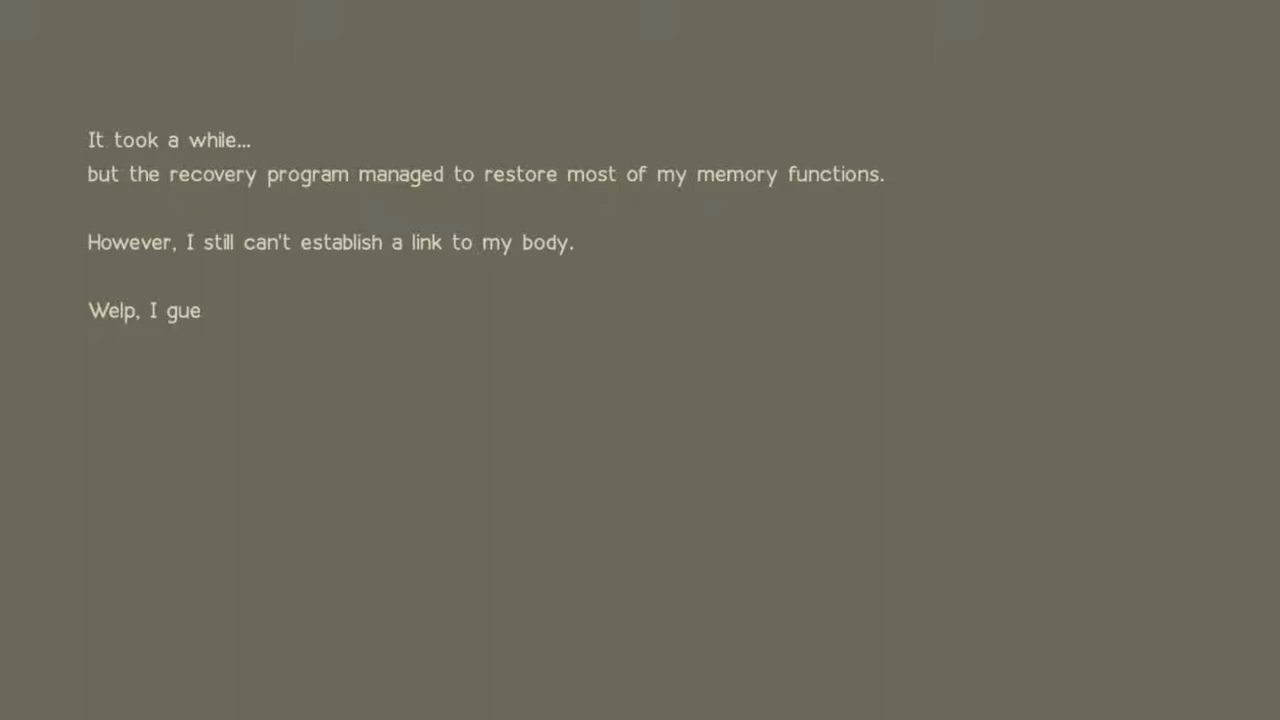 It took a while...
but the recovery program managed to restore most of my memory functions.
However, I still can't establish a link to my body.
Welp, I gue